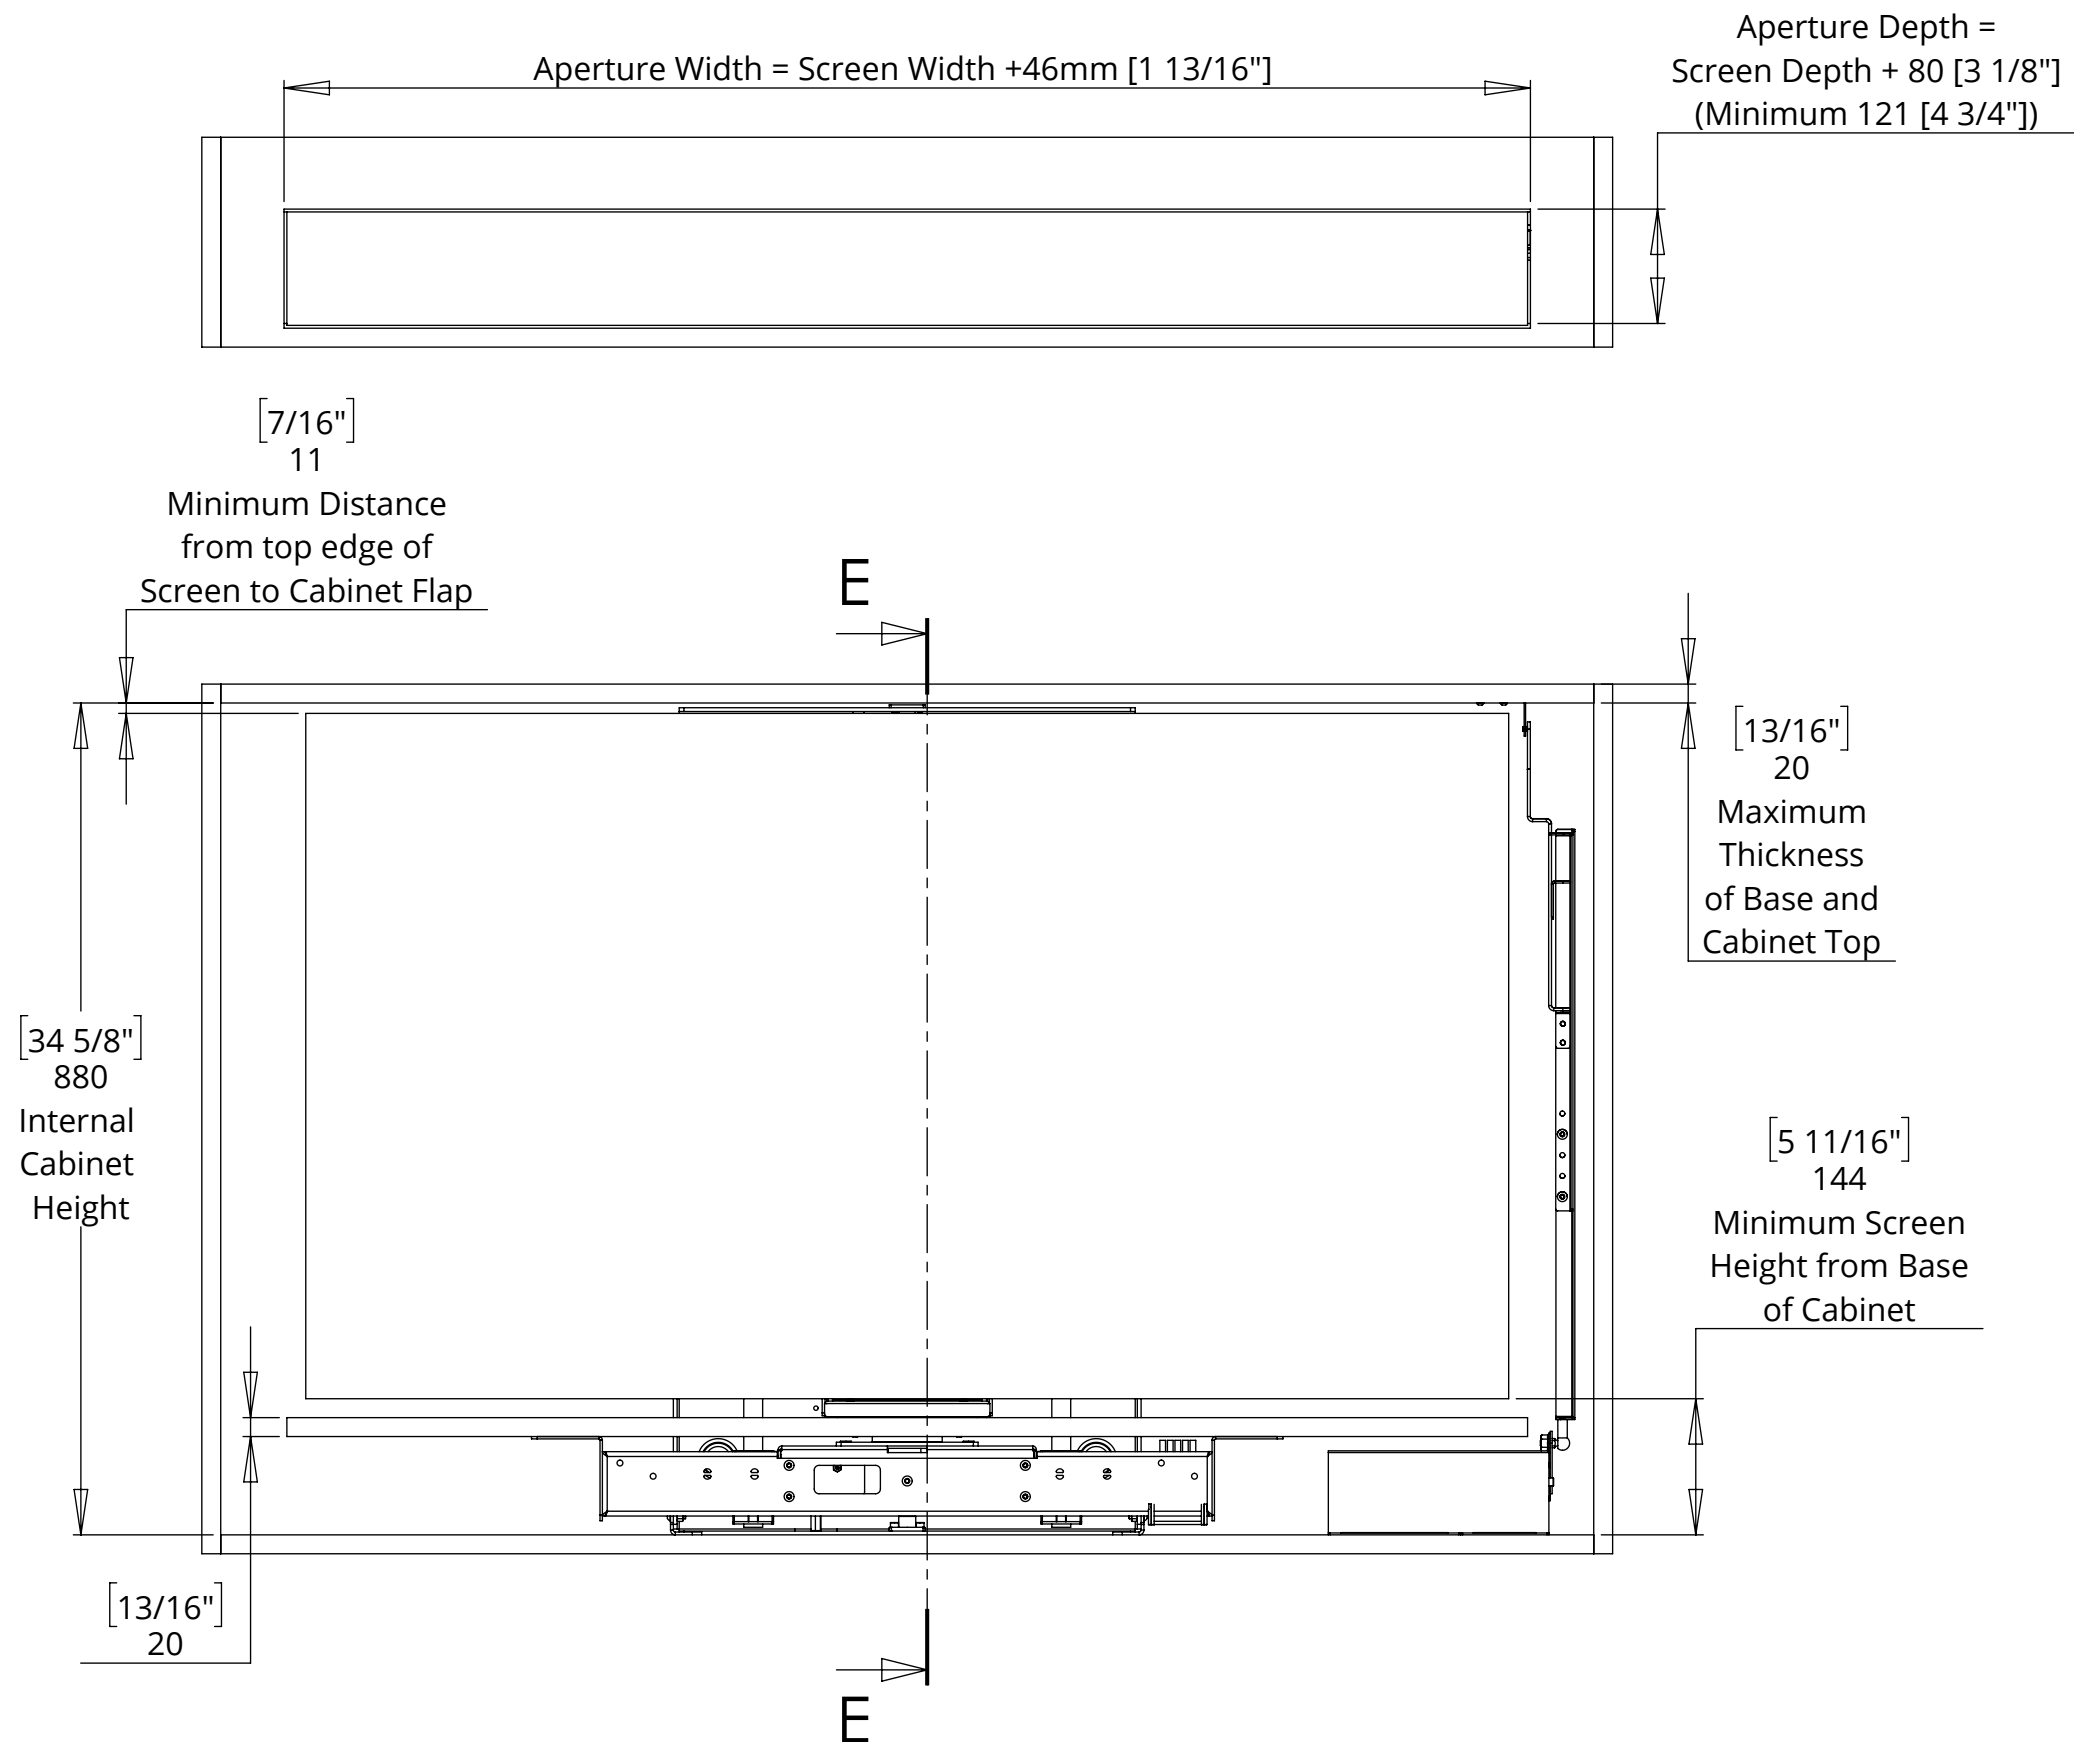 Aperture Width = Screen Width +46mm [1 13/16"]
Aperture Depth =
Screen Depth + 80 [3 1/8"]
(Minimum 121 [4 3/4"])
[7/16"]
11
Minimum Distance
from top edge of
Screen to Cabinet Flap
E
[13/16"]
20
Maximum
Thickness
of Base and
Cabinet Top
[34 5/8"]
880
Internal
Cabinet
Height
[5 11/16"]
144
Minimum Screen
Height from Base
of Cabinet
[13/16"]
20
E